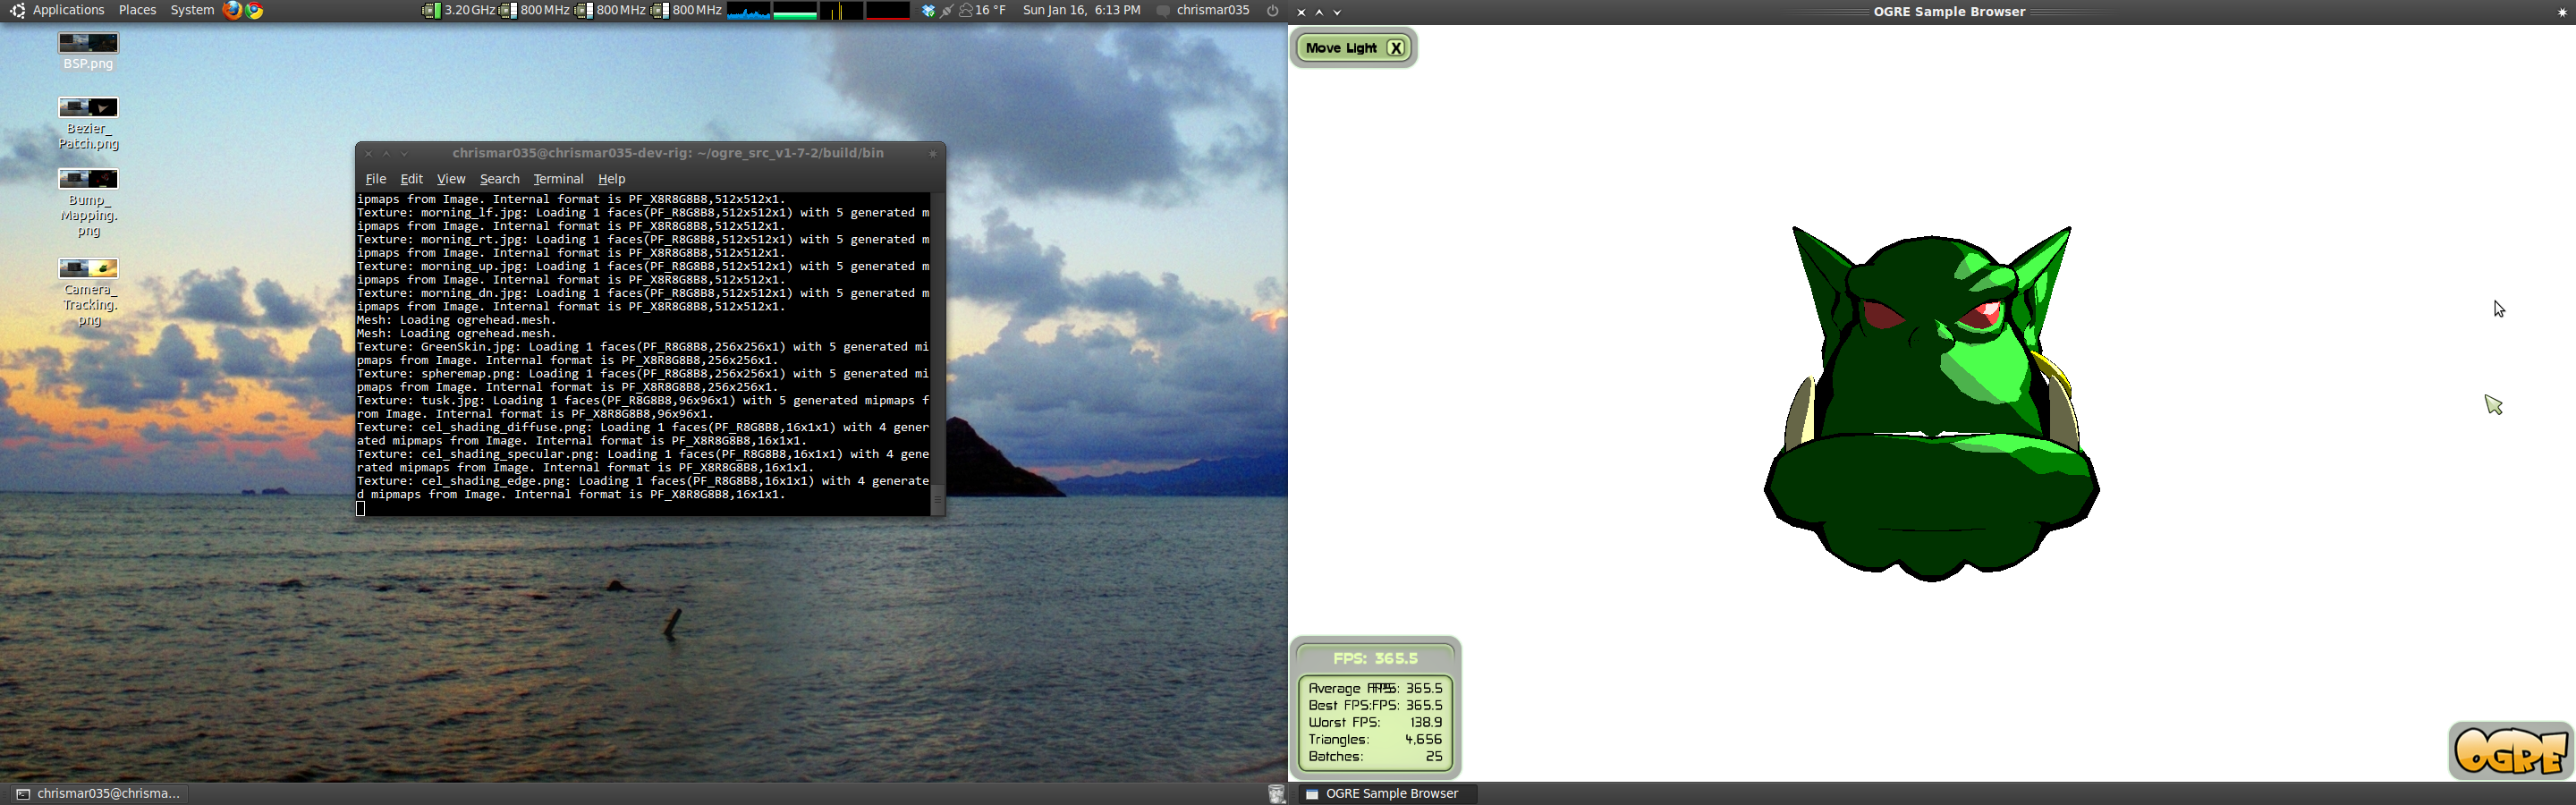 Applications Places System 3.20 GHz 800 MHz 800 MHz 800 MHz 16 °F Sun Jan 16, 6:13 PM chrismar035
BSP.png
Bezier_
Patch.png
Bump_
Mapping.
png
Camera_
Tracking.
png
chrismar035@chrismar035-dev-rig: ~/ogre_src_v1-7-2/build/bin
File Edit View Search Terminal Help
ipmaps from Image. Internal format is PF_X8R8G8B8,512x512x1.
Texture: morning_lf.jpg: Loading 1 faces(PF_R8G8B8,512x512x1) with 5 generated m
ipmaps from Image. Internal format is PF_X8R8G8B8,512x512x1.
Texture: morning_rt.jpg: Loading 1 faces(PF_R8G8B8,512x512x1) with 5 generated m
ipmaps from Image. Internal format is PF_X8R8G8B8,512x512x1.
Texture: morning_up.jpg: Loading 1 faces(PF_R8G8B8,512x512x1) with 5 generated m
ipmaps from Image. Internal format is PF_X8R8G8B8,512x512x1.
Texture: morning_dn.jpg: Loading 1 faces(PF_R8G8B8,512x512x1) with 5 generated m
ipmaps from Image. Internal format is PF_X8R8G8B8,512x512x1.
Mesh: Loading ogrehead.mesh.
Mesh: Loading ogrehead.mesh.
Texture: GreenSkin.jpg: Loading 1 faces(PF_R8G8B8,256x256x1) with 5 generated mi
pmaps from Image. Internal format is PF_X8R8G8B8,256x256x1.
Texture: spheremap.png: Loading 1 faces(PF_R8G8B8,256x256x1) with 5 generated mi
pmaps from Image. Internal format is PF_X8R8G8B8,256x256x1.
Texture: tusk.jpg: Loading 1 faces(PF_R8G8B8,96x96x1) with 5 generated mipmaps f
rom Image. Internal format is PF_X8R8G8B8,96x96x1.
Texture: cel_shading_diffuse.png: Loading 1 faces(PF_R8G8B8,16x1x1) with 4 gener
ated mipmaps from Image. Internal format is PF_X8R8G8B8,16x1x1.
Texture: cel_shading_specular.png: Loading 1 faces(PF_R8G8B8,16x1x1) with 4 gene
rated mipmaps from Image. Internal format is PF_X8R8G8B8,16x1x1.
Texture: cel_shading_edge.png: Loading 1 faces(PF_R8G8B8,16x1x1) with 4 generate
d mipmaps from Image. Internal format is PF_X8R8G8B8,16x1x1.
chrismar035@chrisma...
OGRE Sample Browser
Move Light X
FPS: 365.5
Average FPS: 365.5
Best FPS:FPS: 365.5
Worst FPS: 138.9
Triangles: 4,656
Batches: 25
OGRE
OGRE Sample Browser